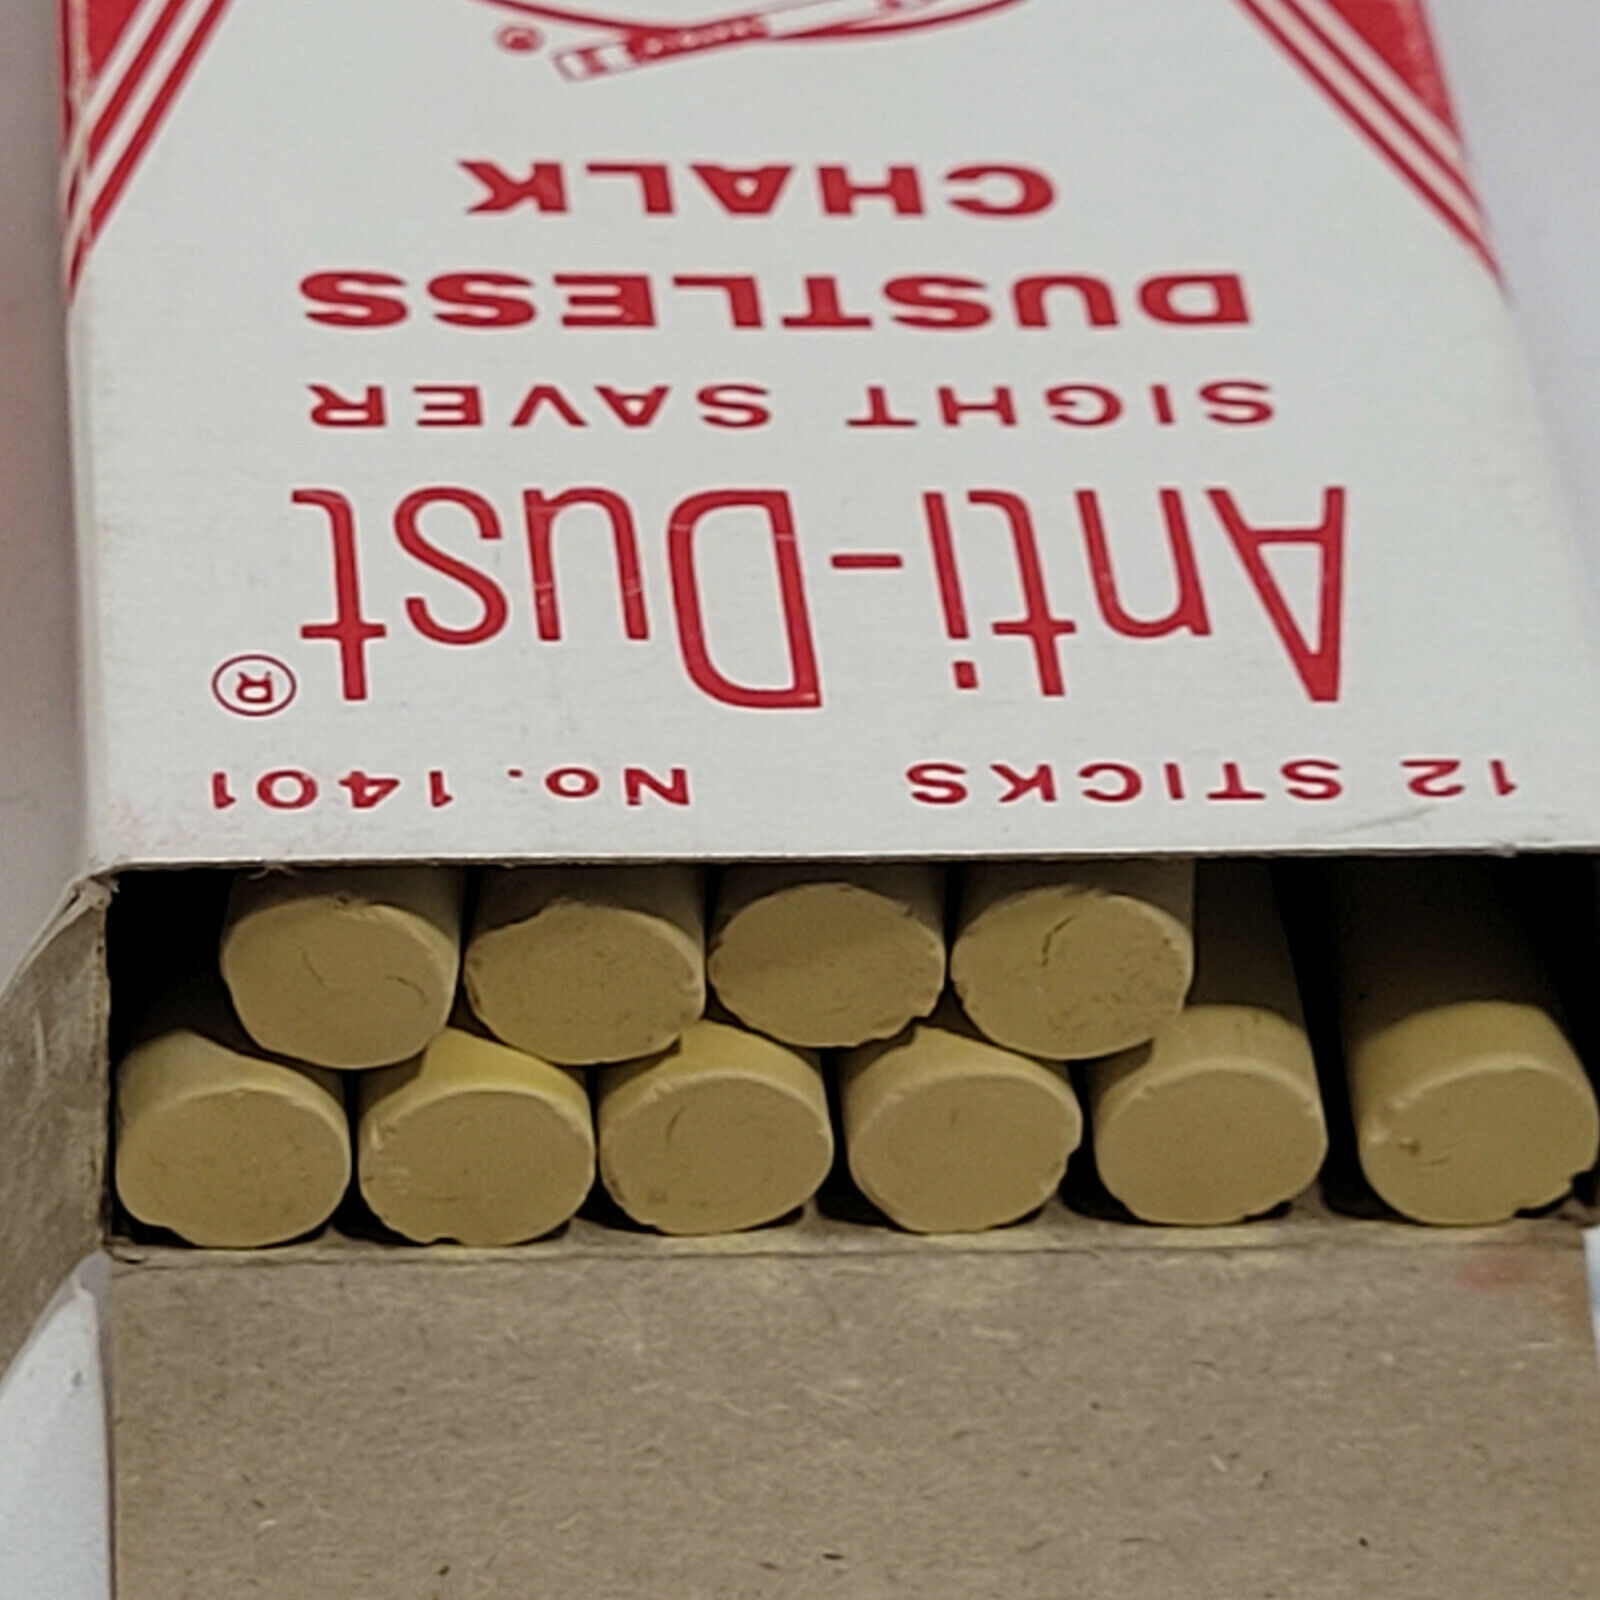 12 STICKS No. 1401
Anti-Dust®
SIGHT SAVER
DUSTLESS
CHALK
®